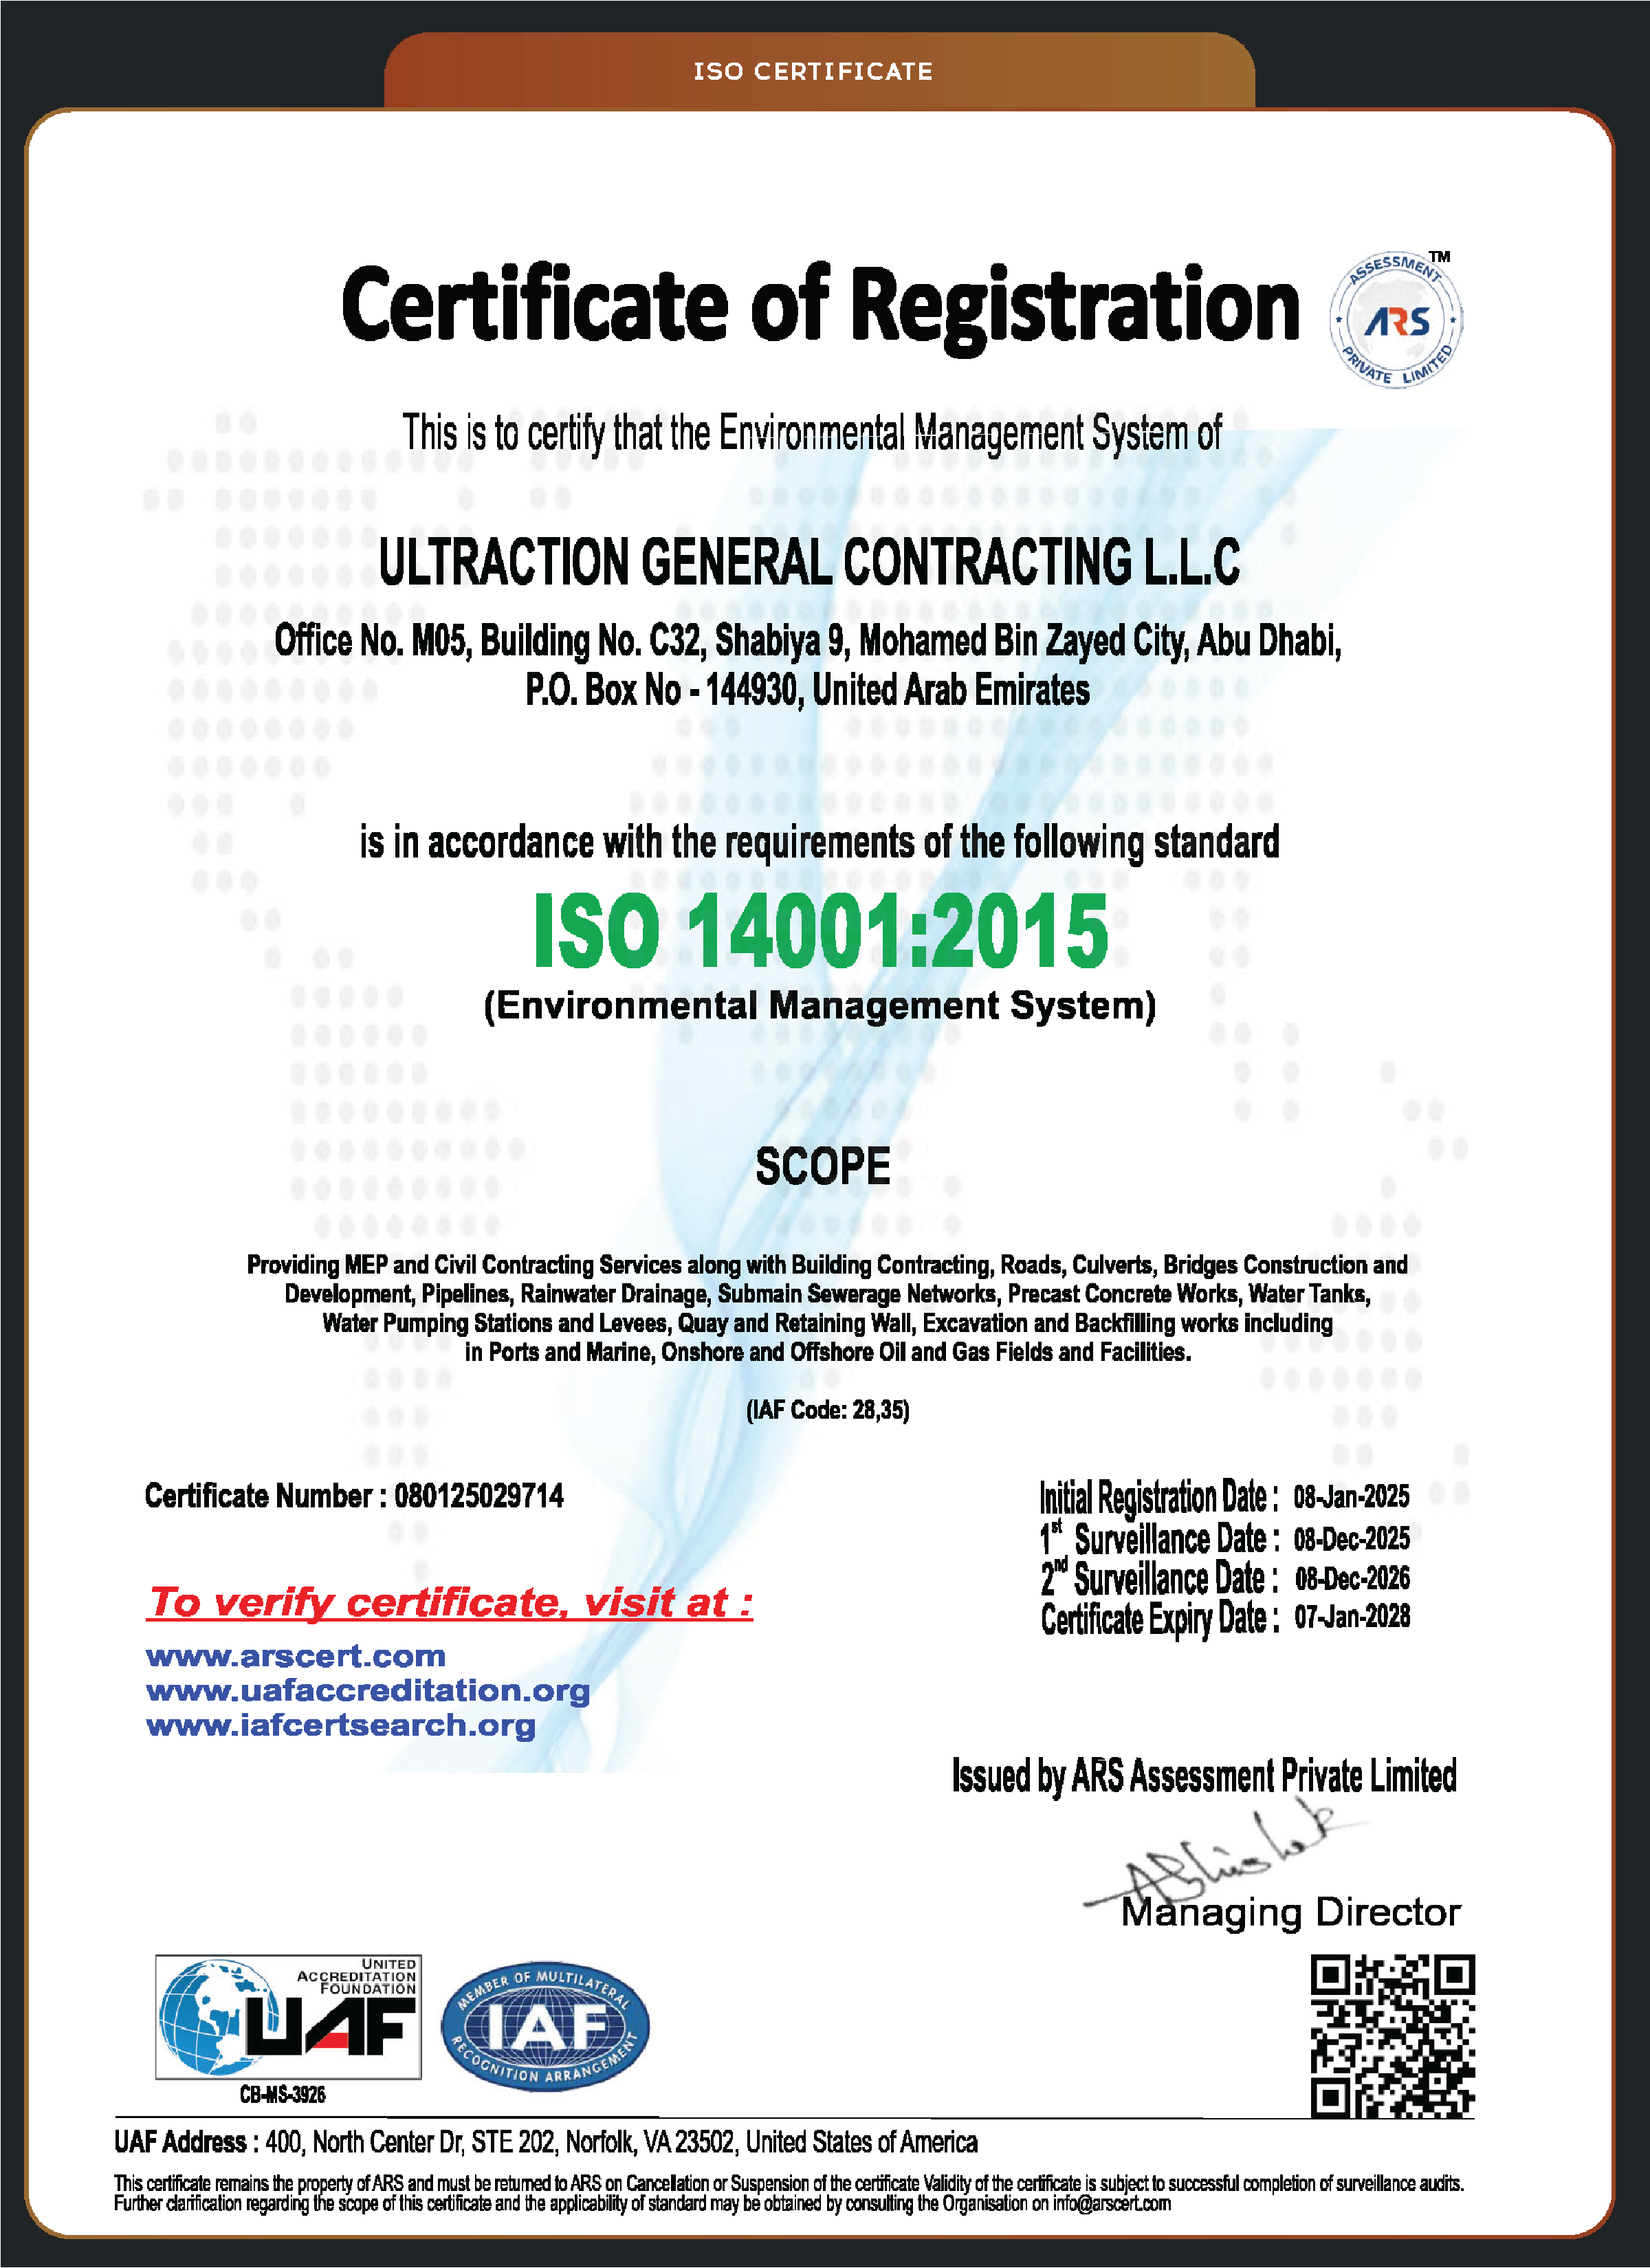 ISO CERTIFICATE
Certificate of Registration
TM
ASSESSMENT
ARS
PRIVATE LIMITED
This is to certify that the Environmental Management System of
ULTRACTION GENERAL CONTRACTING L.L.C
Office No. M05, Building No. C32, Shabiya 9, Mohamed Bin Zayed City, Abu Dhabi,
P.O. Box No - 144930, United Arab Emirates
is in accordance with the requirements of the following standard
ISO 14001:2015
(Environmental Management System)
SCOPE
Providing MEP and Civil Contracting Services along with Building Contracting, Roads, Culverts, Bridges Construction and
Development, Pipelines, Rainwater Drainage, Submain Sewerage Networks, Precast Concrete Works, Water Tanks,
Water Pumping Stations and Levees, Quay and Retaining Wall, Excavation and Backfilling works including
in Ports and Marine, Onshore and Offshore Oil and Gas Fields and Facilities.
(IAF Code: 28,35)
Certificate Number : 080125029714
Initial Registration Date : 08-Jan-2025
1st Surveillance Date : 08-Dec-2025
2nd Surveillance Date : 08-Dec-2026
Certificate Expiry Date : 07-Jan-2028
To verify certificate, visit at :
www.arscert.com
www.uafaccreditation.org
www.iafcertsearch.org
Issued by ARS Assessment Private Limited
Abhishek
Managing Director
UNITED
ACCREDITATION
FOUNDATION
UAF
CB-MS-3926
MEMBER OF MULTILATERAL
IAF
RECOGNITION ARRANGEMENT
UAF Address : 400, North Center Dr, STE 202, Norfolk, VA 23502, United States of America
This certificate remains the property of ARS and must be returned to ARS on Cancellation or Suspension of the certificate Validity of the certificate is subject to successful completion of surveillance audits.
Further clarification regarding the scope of this certificate and the applicability of standard may be obtained by consulting the Organisation on info@arscert.com